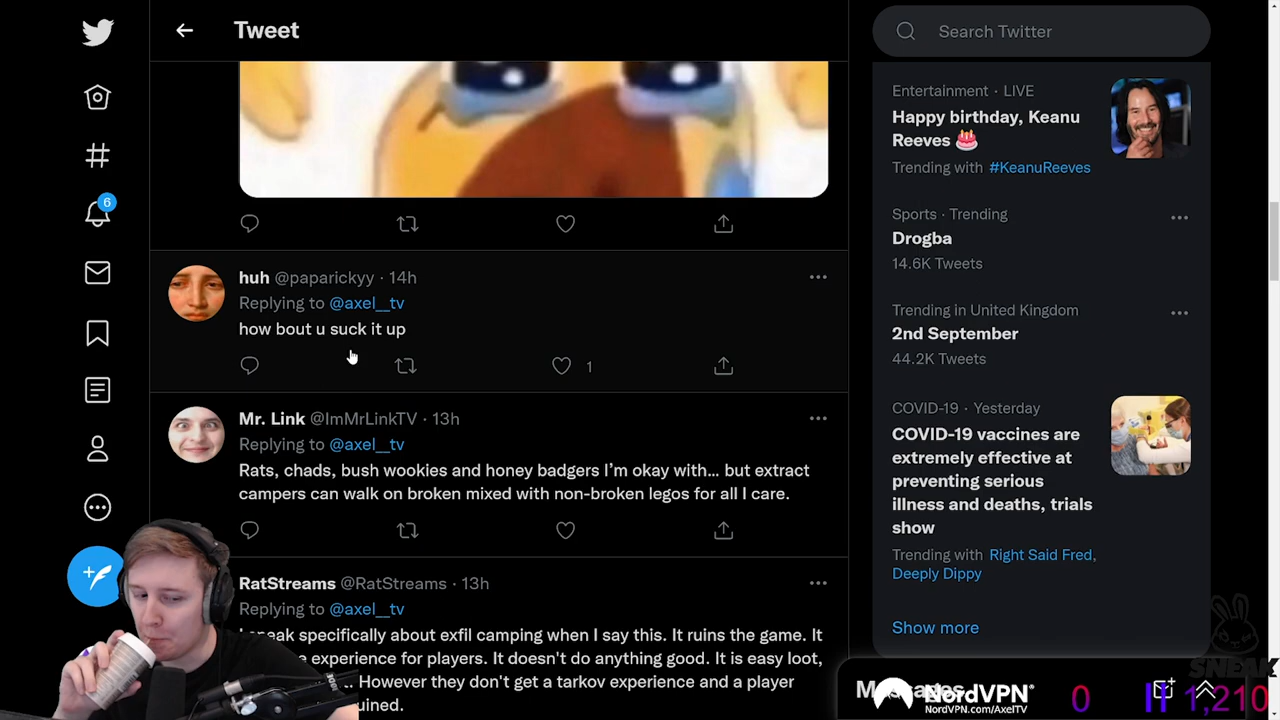 Tweet
Search Twitter
6
Entertainment · LIVE
Happy birthday, Keanu
Reeves 🎂
Trending with #KeanuReeves
Sports · Trending
Drogba
14.6K Tweets
Trending in United Kingdom
2nd September
44.2K Tweets
COVID-19 · Yesterday
COVID-19 vaccines are
extremely effective at
preventing serious
illness and deaths, trials
show
Trending with Right Said Fred,
Deeply Dippy
Show more
huh @paparickyy · 14h
Replying to @axel__tv
how bout u suck it up
1
Mr. Link @ImMrLinkTV · 13h
Replying to @axel__tv
Rats, chads, bush wookies and honey badgers I'm okay with... but extract
campers can walk on broken mixed with non-broken legos for all I care.
RatStreams @RatStreams · 13h
Replying to @axel__tv
I speak specifically about exfil camping when I say this. It ruins the game. It
experience for players. It doesn't do anything good. It is easy loot,
However they don't get a tarkov experience and a player
ruined.
NordVPN®
NordVPN.com/AxelTV
0
1,210
SNEAK